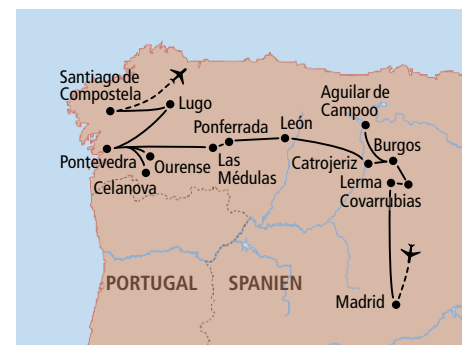 Santiago de
Compostela
Lugo
Aguilar de
Campoo
Ponferrada
León
Burgos
Pontevedra
Ourense
Las
Médulas
Catrojeriz
Celanova
Lerma
Covarrubias
PORTUGAL
SPANIEN
Madrid